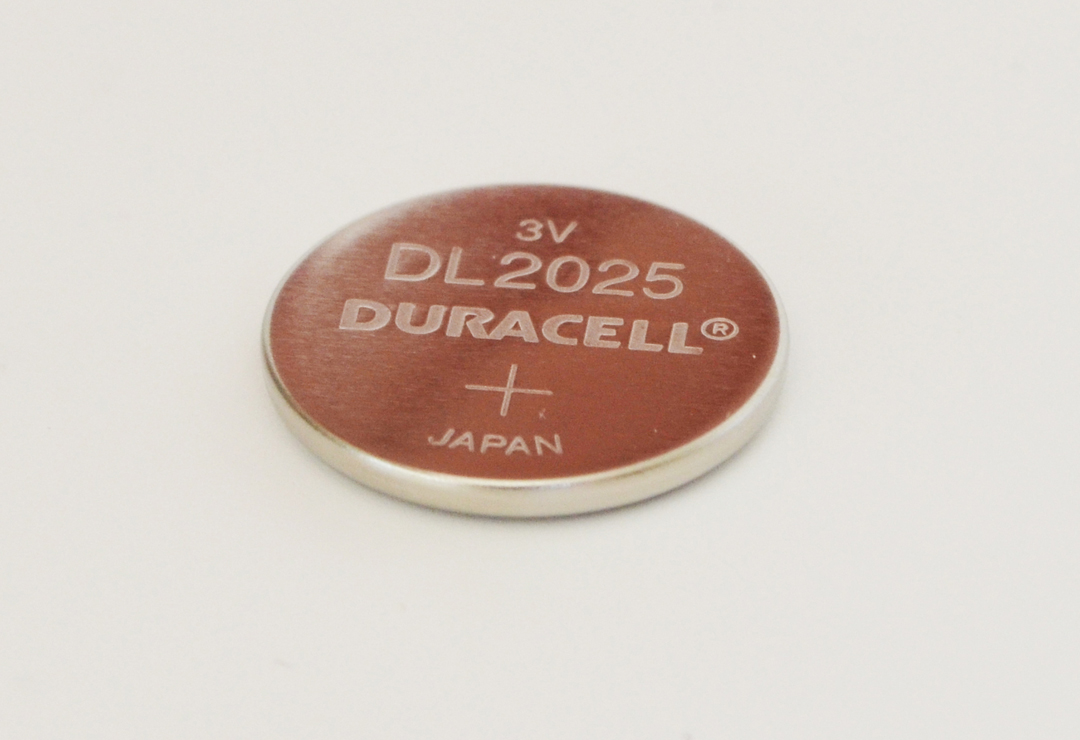 3V
DL2025
DURACELL®
+
JAPAN